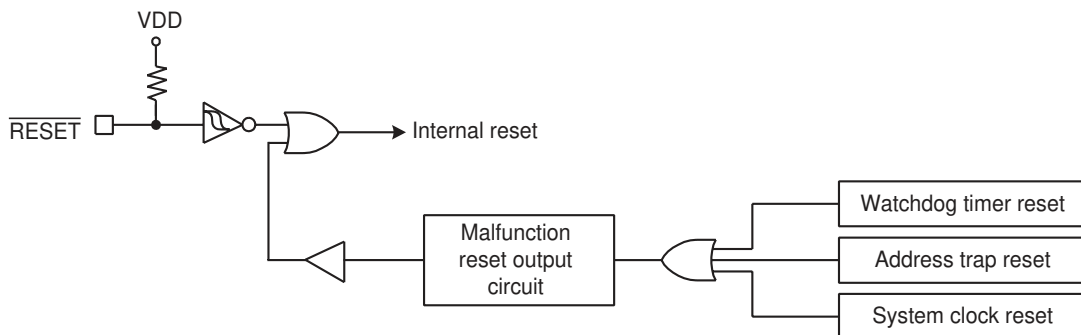 VDD
RESET
Internal reset
Watchdog timer reset
Malfunction
reset output
circuit
Address trap reset
System clock reset